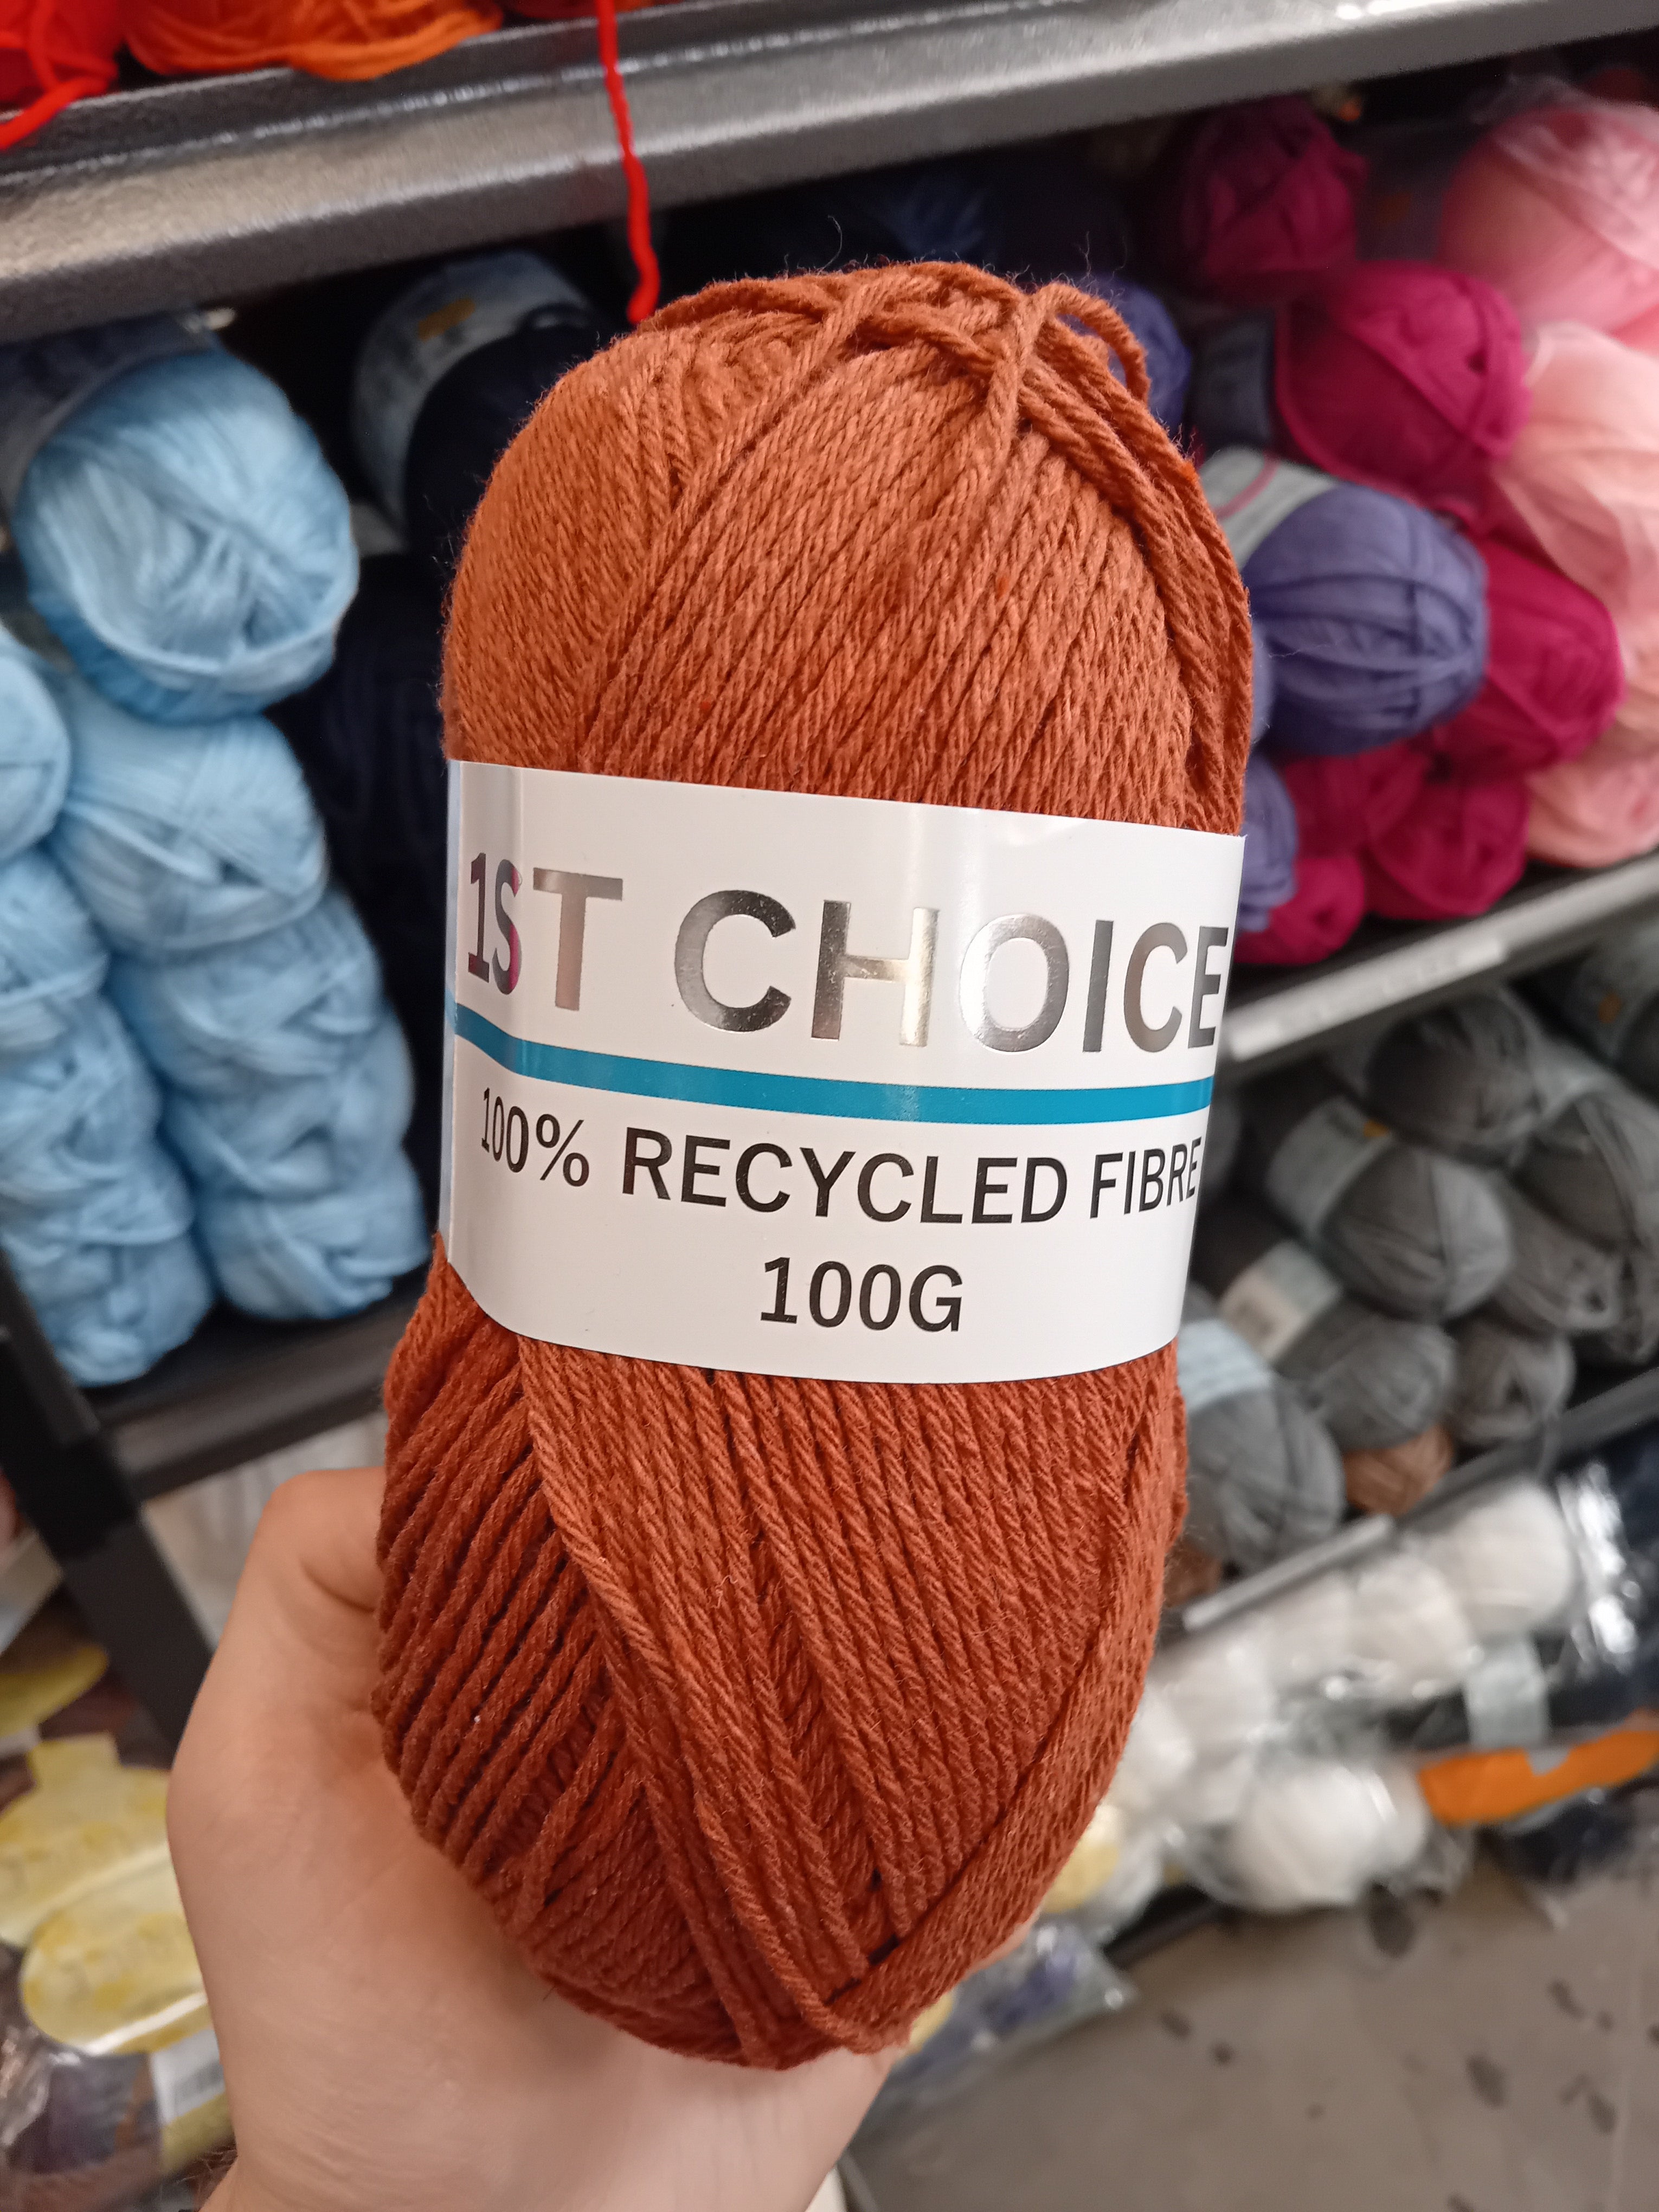 1ST CHOICE
100% RECYCLED FIBRE
100G